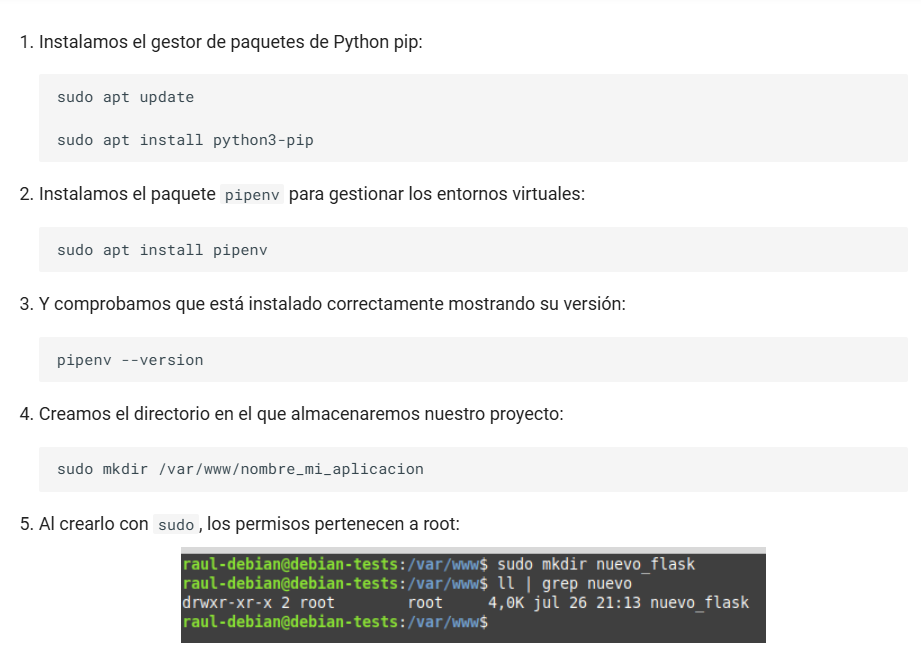 1. Instalamos el gestor de paquetes de Python pip:
sudo apt update
sudo apt install python3-pip
2. Instalamos el paquete pipenv para gestionar los entornos virtuales:
sudo apt install pipenv
3. Y comprobamos que está instalado correctamente mostrando su versión:
pipenv --version
4. Creamos el directorio en el que almacenaremos nuestro proyecto:
sudo mkdir /var/www/nombre_mi_aplicacion
5. Al crearlo con sudo, los permisos pertenecen a root:
raul-debian@debian-tests:/var/www$ sudo mkdir nuevo_flask
raul-debian@debian-tests:/var/www$ ll | grep nuevo
drwxr-xr-x 2 root        root     4,0K jul 26 21:13 nuevo_flask
raul-debian@debian-tests:/var/www$